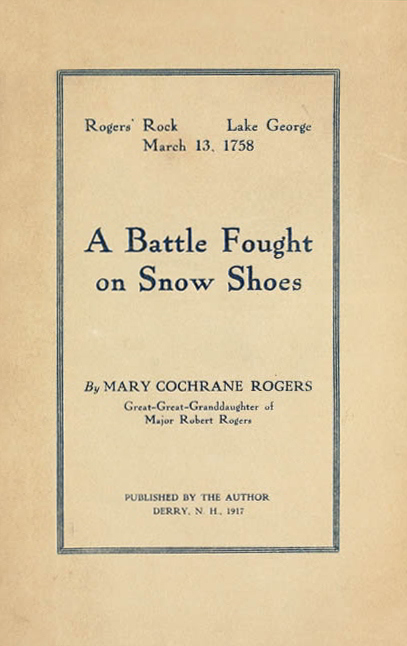 Rogers' Rock Lake George
March 13, 1758
A Battle Fought
on Snow Shoes
By MARY COCHRANE ROGERS
Great-Great-Granddaughter of
Major Robert Rogers
PUBLISHED BY THE AUTHOR
DERRY, N. H., 1917